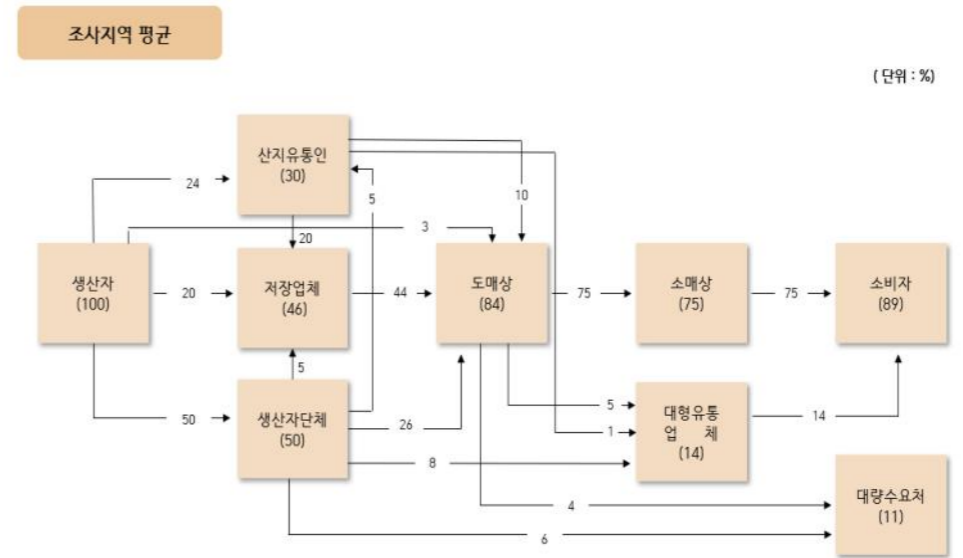 조사지역 평균
( 단위 : %)
산지유통인
(30)
24
5
10
20
3
생산자
(100)
20
저장업체
(46)
44
도매상
(84)
75
소매상
(75)
75
소비자
(89)
5
50
생산자단체
(50)
26
8
5
1
대형유통
업 체
(14)
14
4
대량수요처
(11)
6